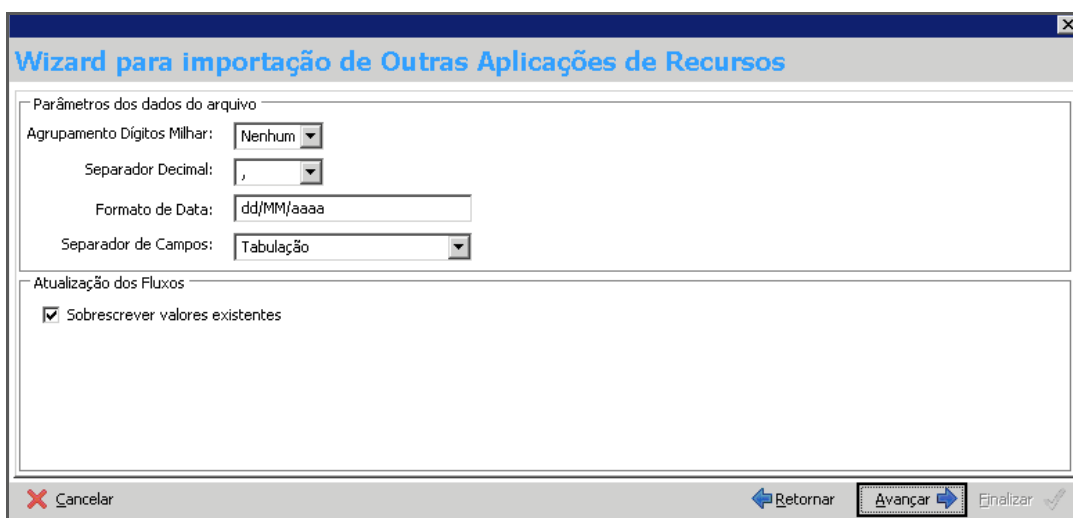 Wizard para importação de Outras Aplicações de Recursos
Parâmetros dos dados do arquivo
Agrupamento Dígitos Milhar: Nenhum
Separador Decimal: ,
Formato de Data: dd/MM/aaaa
Separador de Campos: Tabulação
Atualização dos Fluxos
Sobrescrever valores existentes
Cancelar Retornar Avançar Finalizar